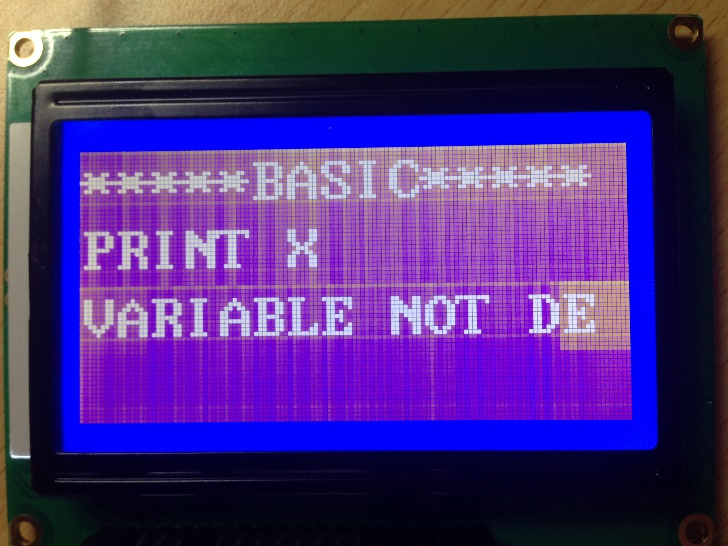 *****BASIC*****
PRINT X
VARIABLE NOT DE